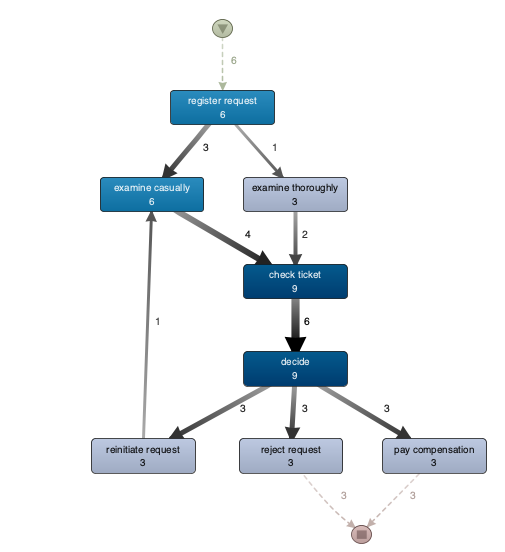 6
register request
6
3
1
examine casually
6
examine thoroughly
3
4
2
check ticket
9
1
6
decide
9
3
3
3
reinitiate request
3
reject request
3
pay compensation
3
3
3